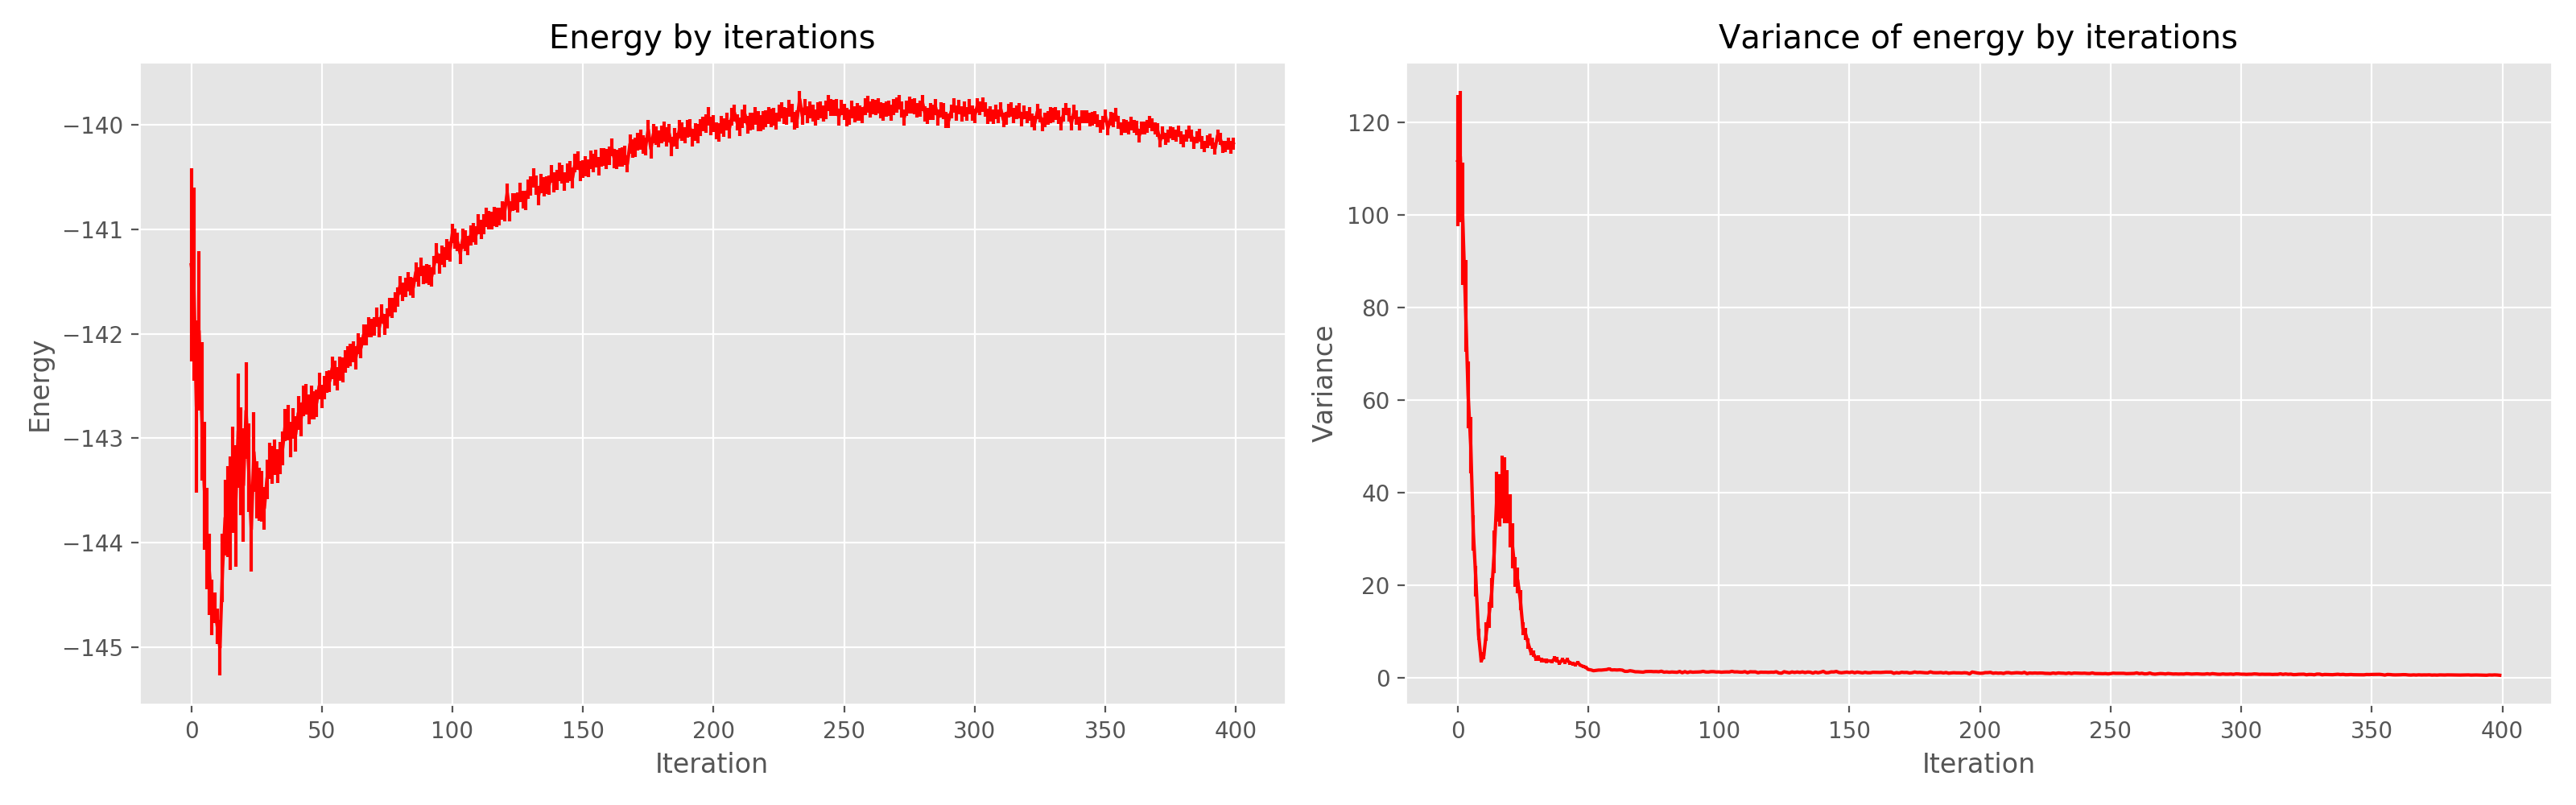 Energy by iterations
−140
−141
−142
−143
−144
−145
Energy
0 50 100 150 200 250 300 350 400
Iteration
Variance of energy by iterations
120
100
80
60
40
20
0
Variance
0 50 100 150 200 250 300 350 400
Iteration